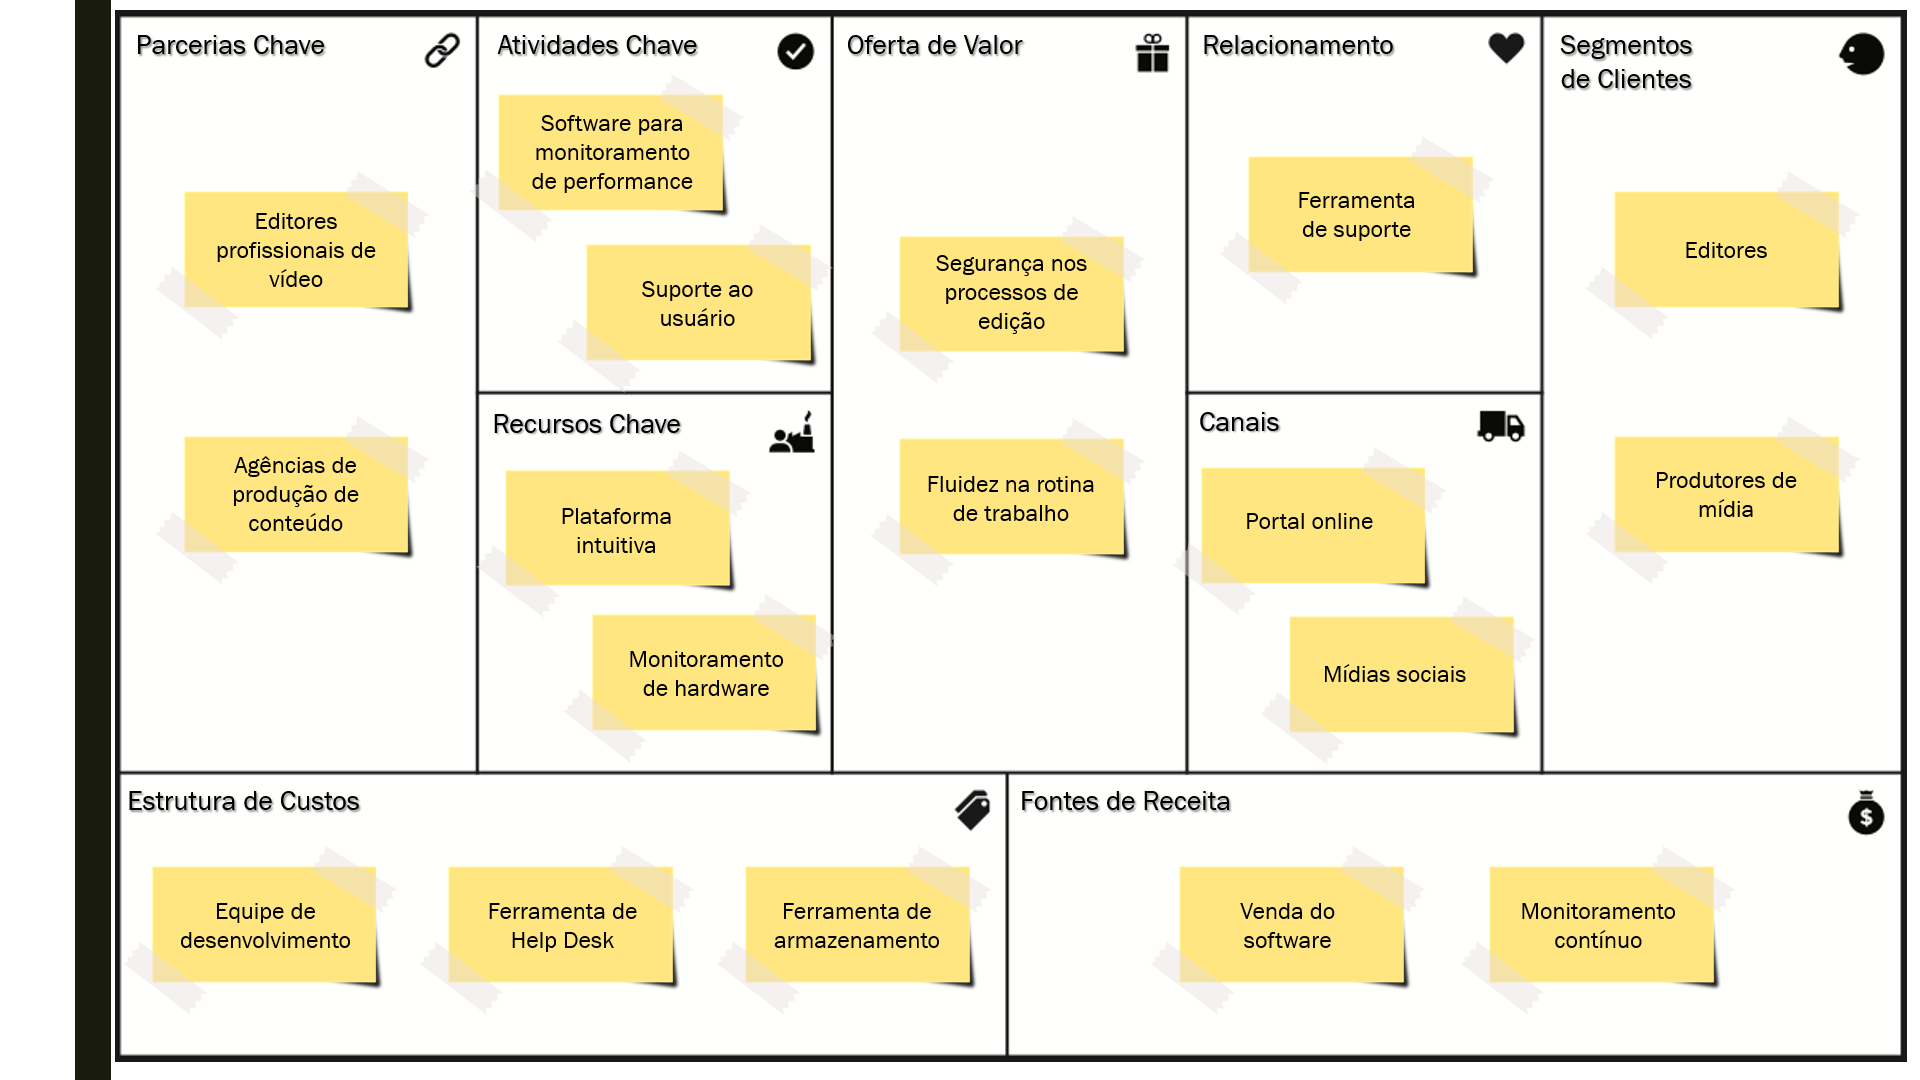 Parcerias Chave
Editores
profissionais de
vídeo
Agências de
produção de
conteúdo
Atividades Chave
Software para
monitoramento
de performance
Suporte ao
usuário
Recursos Chave
Plataforma
intuitiva
Monitoramento
de hardware
Oferta de Valor
Segurança nos
processos de
edição
Fluidez na rotina
de trabalho
Relacionamento
Ferramenta
de suporte
Canais
Portal online
Mídias sociais
Segmentos
de Clientes
Editores
Produtores de
mídia
Estrutura de Custos
Equipe de
desenvolvimento
Ferramenta de
Help Desk
Ferramenta de
armazenamento
Fontes de Receita
$
Venda do
software
Monitoramento
contínuo